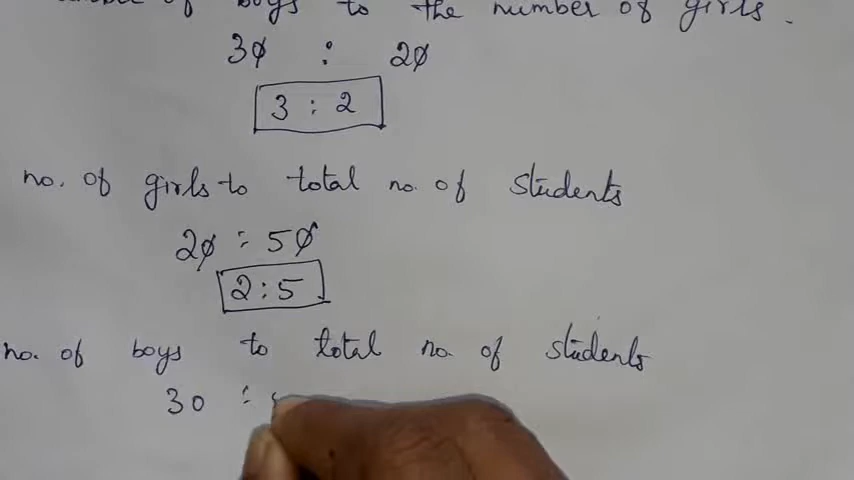 of boys to the number of girls.
30 : 20
3 : 2
no. of girls to total no. of students
20 : 50
2 : 5
no. of boys to total no. of students
30 :